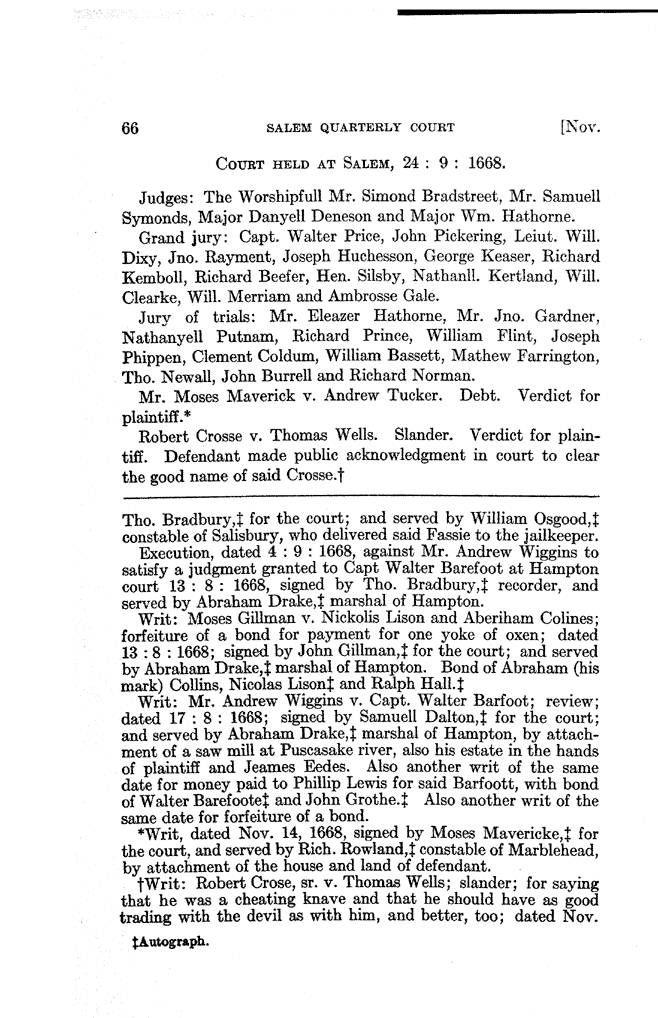 66 SALEM QUARTERLY COURT [Nov.
COURT HELD AT SALEM, 24 : 9 : 1668.
Judges: The Worshipfull Mr. Simond Bradstreet, Mr. Samuell
Symonds, Major Danyell Deneson and Major Wm. Hathorne.
Grand jury: Capt. Walter Price, John Pickering, Leiut. Will.
Dixy, Jno. Rayment, Joseph Huchesson, George Keaser, Richard
Kemboll, Richard Beefer, Hen. Silsby, Nathanll. Kertland, Will.
Clearke, Will. Merriam and Ambrosse Gale.
Jury of trials: Mr. Eleazer Hathorne, Mr. Jno. Gardner,
Nathanyell Putnam, Richard Prince, William Flint, Joseph
Phippen, Clement Coldum, William Bassett, Mathew Farrington,
Tho. Newall, John Burrell and Richard Norman.
Mr. Moses Maverick v. Andrew Tucker. Debt. Verdict for
plaintiff.*
Robert Crosse v. Thomas Wells. Slander. Verdict for plain-
tiff. Defendant made public acknowledgment in court to clear
the good name of said Crosse.†
Tho. Bradbury,‡ for the court; and served by William Osgood,‡
constable of Salisbury, who delivered said Fassie to the jailkeeper.
Execution, dated 4 : 9 : 1668, against Mr. Andrew Wiggins to
satisfy a judgment granted to Capt Walter Barefoot at Hampton
court 13 : 8 : 1668, signed by Tho. Bradbury,‡ recorder, and
served by Abraham Drake,‡ marshal of Hampton.
Writ: Moses Gillman v. Nickolis Lison and Aberiham Colines;
forfeiture of a bond for payment for one yoke of oxen; dated
13 : 8 : 1668; signed by John Gillman,‡ for the court; and served
by Abraham Drake,‡ marshal of Hampton. Bond of Abraham (his
mark) Collins, Nicolas Lison‡ and Ralph Hall.‡
Writ: Mr. Andrew Wiggins v. Capt. Walter Barfoot; review;
dated 17 : 8 : 1668; signed by Samuell Dalton,‡ for the court;
and served by Abraham Drake,‡ marshal of Hampton, by attach-
ment of a saw mill at Puscasake river, also his estate in the hands
of plaintiff and Jeames Eedes. Also another writ of the same
date for money paid to Phillip Lewis for said Barfoott, with bond
of Walter Barefoote‡ and John Grothe.‡ Also another writ of the
same date for forfeiture of a bond.
*Writ, dated Nov. 14, 1668, signed by Moses Mavericke,‡ for
the court, and served by Rich. Rowland,‡ constable of Marblehead,
by attachment of the house and land of defendant.
†Writ: Robert Crose, sr. v. Thomas Wells; slander; for saying
that he was a cheating knave and that he should have as good
trading with the devil as with him, and better, too; dated Nov.
‡Autograph.